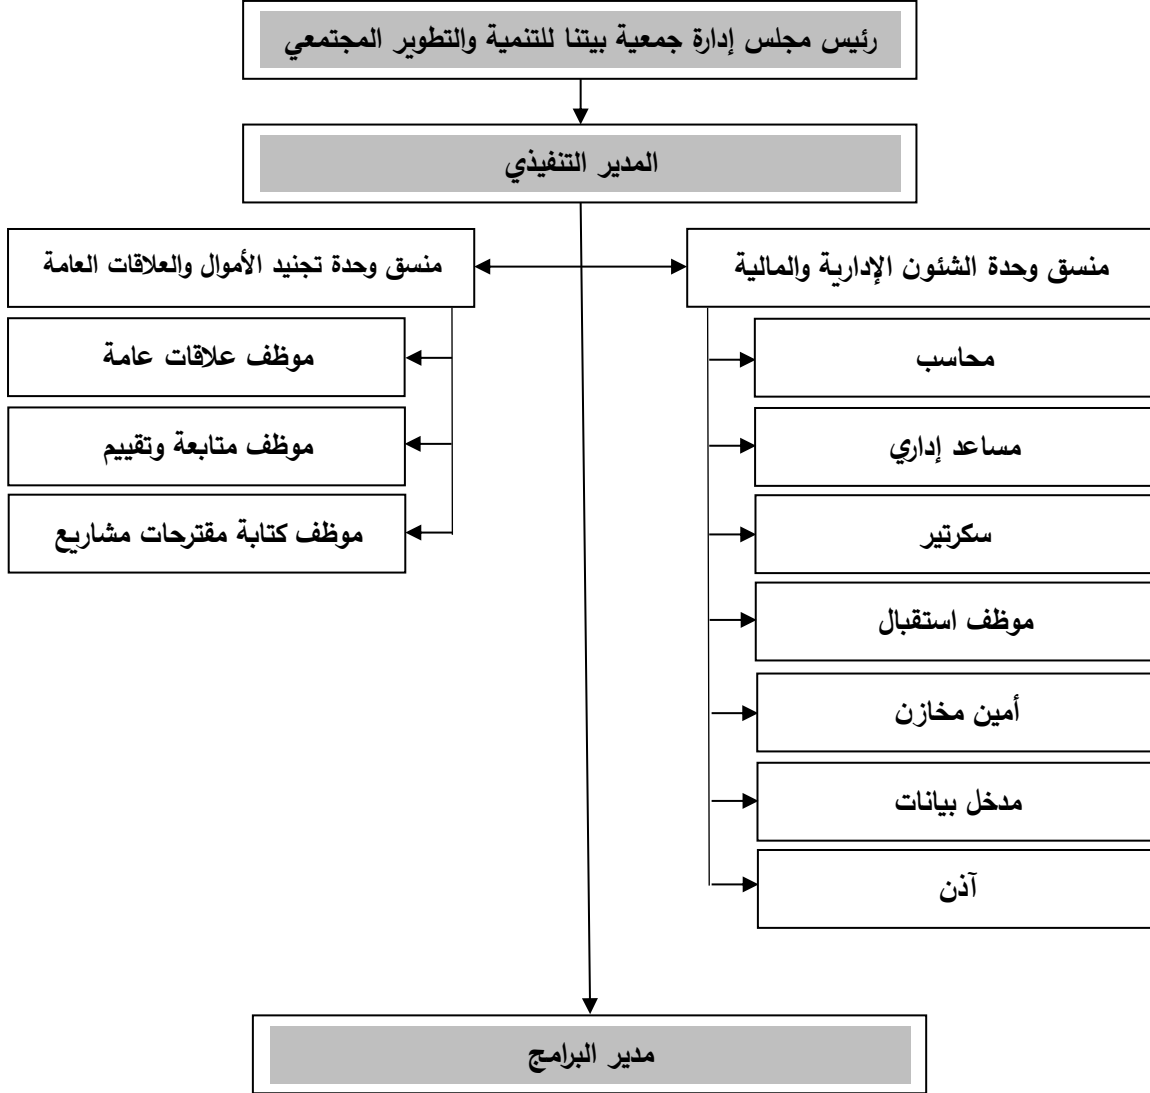 رئيس مجلس إدارة جمعية بيتنا للتنمية والتطوير المجتمعي
المدير التنفيذي
منسق وحدة الشئون الإدارية والمالية
محاسب
مساعد إداري
سكرتير
موظف استقبال
أمين مخازن
مدخل بيانات
آذن
منسق وحدة تجنيد الأموال والعلاقات العامة
موظف علاقات عامة
موظف متابعة وتقييم
موظف كتابة مقترحات مشاريع
مدير البرامج